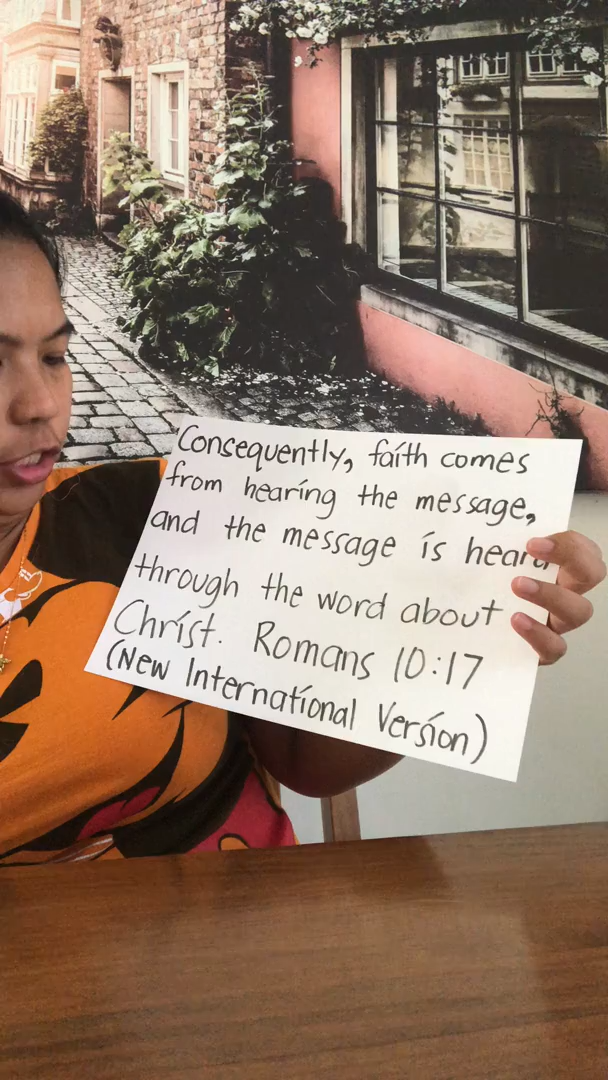 Consequently, faith comes
from hearing the message,
and the message is heard
through the word about
Christ. Romans 10:17
(New International Version)